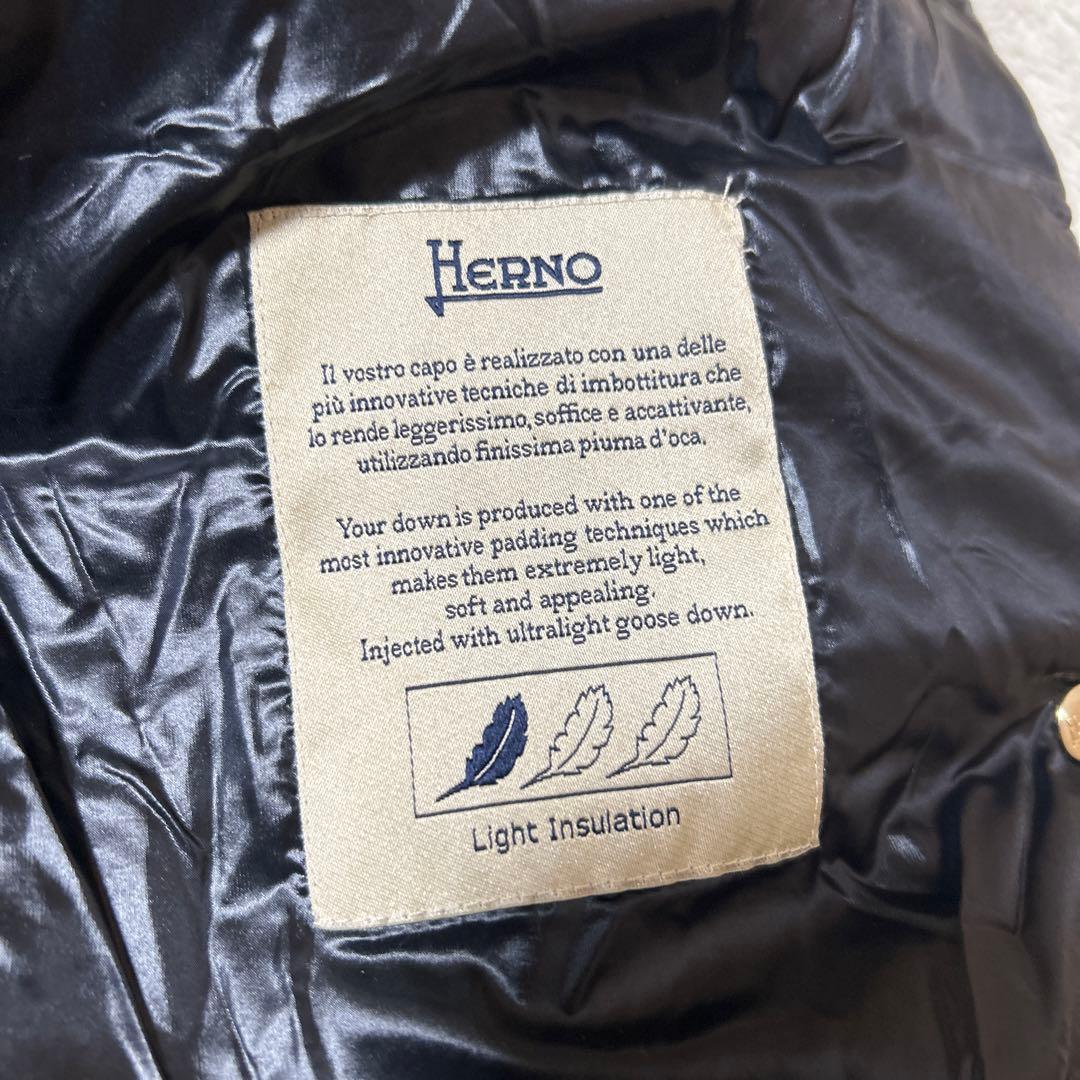 HERNO
Il vostro capo è realizzato con una delle
più innovative tecniche di imbottitura che
lo rende leggerissimo, soffice e accattivante,
utilizzando finissima piuma d'oca.
Your down is produced with one of the
most innovative padding techniques which
makes them extremely light,
soft and appealing.
Injected with ultralight goose down.
Light Insulation